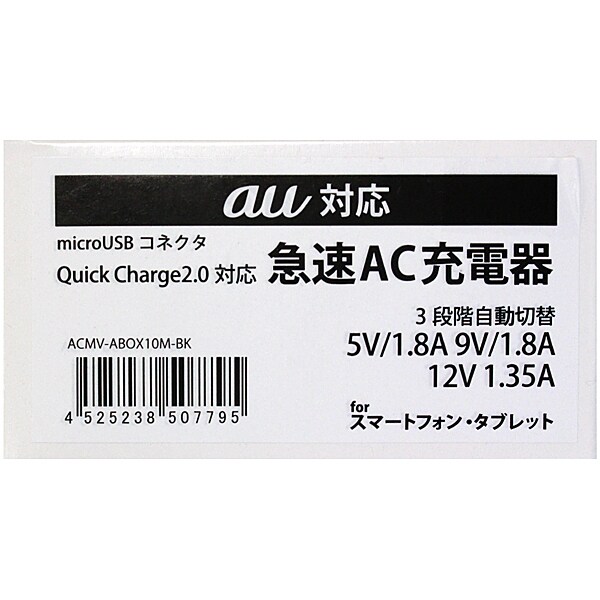 au 対応
microUSB コネクタ
Quick Charge2.0 対応 急速AC充電器
3段階自動切替
5V/1.8A 9V/1.8A
12V 1.35A
ACMV-ABOX10M-BK
4 525238 507795
for
スマートフォン・タブレット